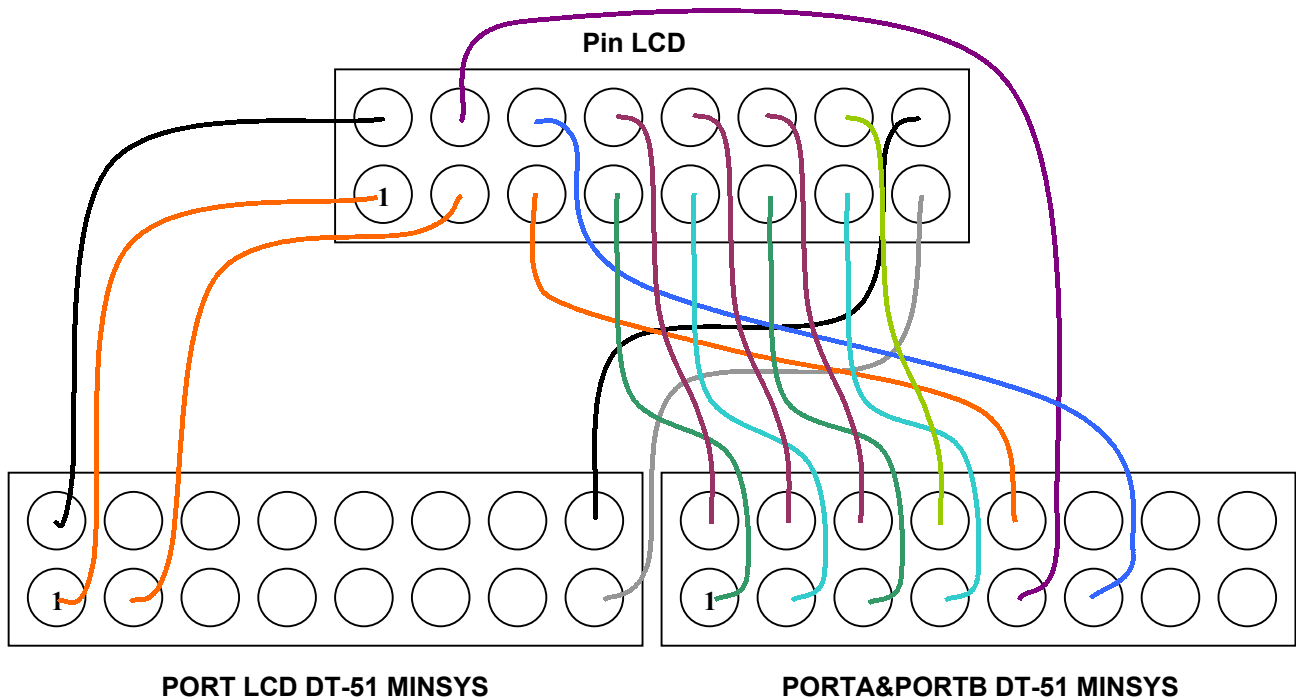 Pin LCD
1
1
1
PORT LCD DT-51 MINSYS
PORTA&PORTB DT-51 MINSYS